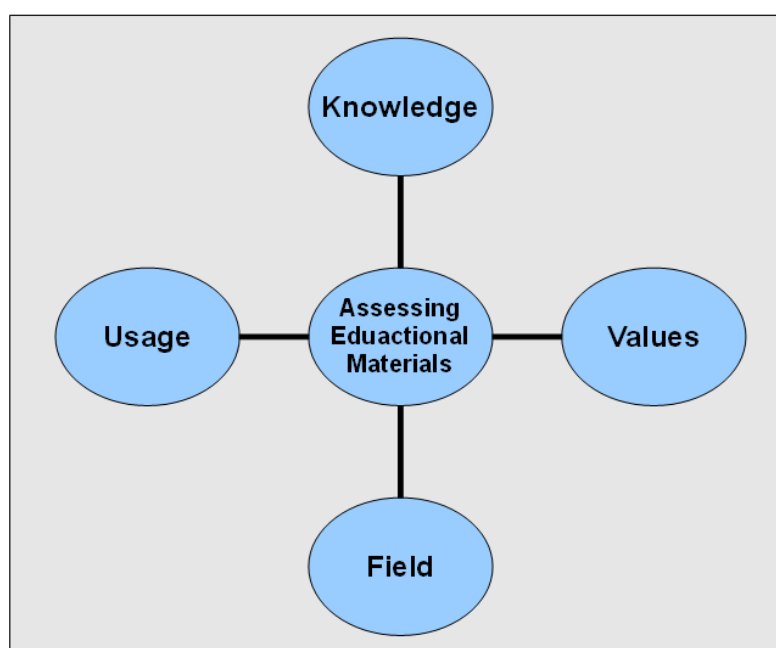 Knowledge
Usage
Assessing
Eduactional
Materials
Values
Field